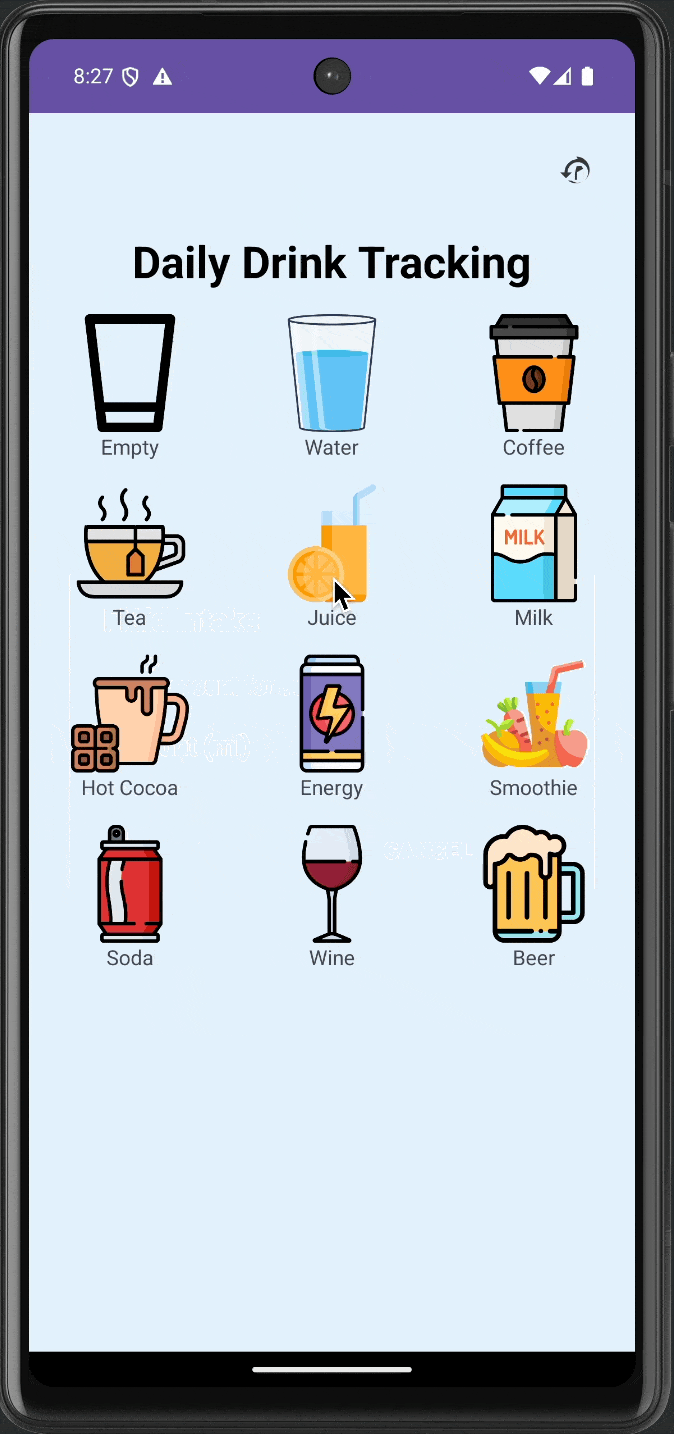 8:27
Daily Drink Tracking
Empty
Water
Coffee
MILK
Tea
Juice
Milk
Hot Cocoa
Energy
Smoothie
Soda
Wine
Beer